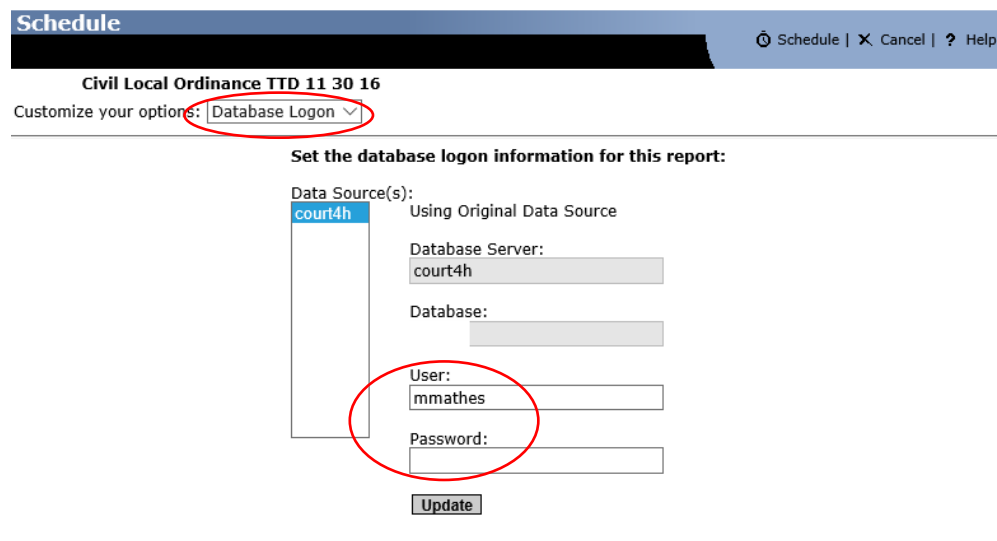 Schedule
Schedule | X Cancel | ? Help
Civil Local Ordinance TTD 11 30 16
Customize your options: Database Logon
Set the database logon information for this report:
Data Source(s):
court4h
Using Original Data Source
Database Server:
court4h
Database:
User:
mmathes
Password:
Update